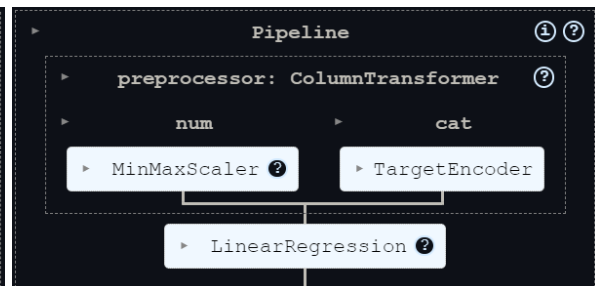 Pipeline i ?
preprocessor: ColumnTransformer ?
num cat
MinMaxScaler ? TargetEncoder
LinearRegression ?